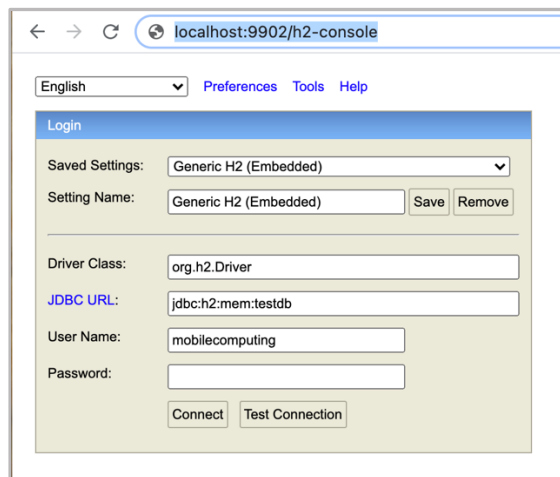 localhost:9902/h2-console
English Preferences Tools Help
Login
Saved Settings: Generic H2 (Embedded)
Setting Name: Generic H2 (Embedded) Save Remove
Driver Class: org.h2.Driver
JDBC URL: jdbc:h2:mem:testdb
User Name: mobilecomputing
Password:
Connect Test Connection